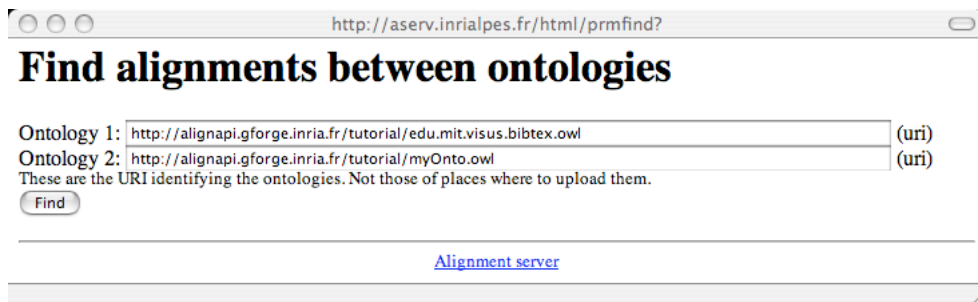 http://aserv.inrialpes.fr/html/prmfind?
Find alignments between ontologies
Ontology 1: http://alignapi.gforge.inria.fr/tutorial/edu.mit.visus.bibtex.owl (uri)
Ontology 2: http://alignapi.gforge.inria.fr/tutorial/myOnto.owl (uri)
These are the URI identifying the ontologies. Not those of places where to upload them.
Find
Alignment server